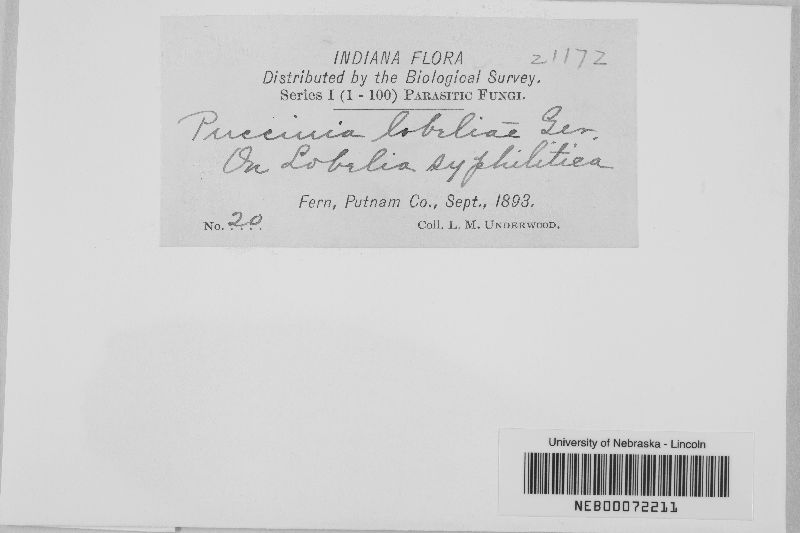 INDIANA FLORA 21172
Distributed by the Biological Survey.
Series I (1 - 100) PARASITIC FUNGI.
Puccinia lobeliae Ger.
On Lobelia syphilitica
Fern, Putnam Co., Sept., 1893.
No. 20. Coll. L. M. UNDERWOOD.
University of Nebraska - Lincoln
NEB00072211